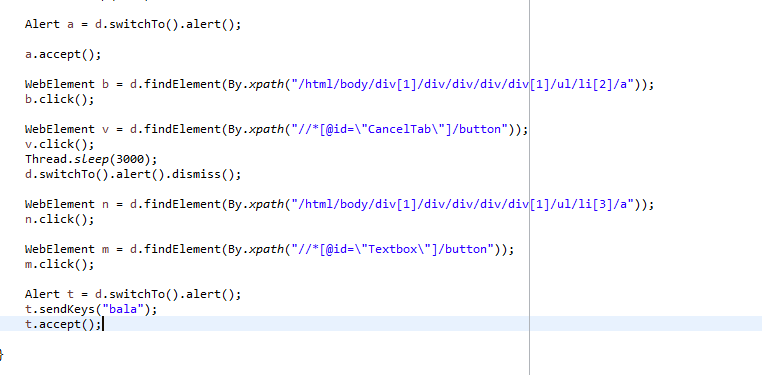 Alert a = d.switchTo().alert();
a.accept();
WebElement b = d.findElement(By.xpath("/html/body/div[1]/div/div/div/div[1]/ul/li[2]/a"));
b.click();
WebElement v = d.findElement(By.xpath("//*[@id=\"CancelTab\"]/button"));
v.click();
Thread.sleep(3000);
d.switchTo().alert().dismiss();
WebElement n = d.findElement(By.xpath("/html/body/div[1]/div/div/div/div[1]/ul/li[3]/a"));
n.click();
WebElement m = d.findElement(By.xpath("//*[@id=\"Textbox\"]/button"));
m.click();
Alert t = d.switchTo().alert();
t.sendKeys("bala");
t.accept();
}